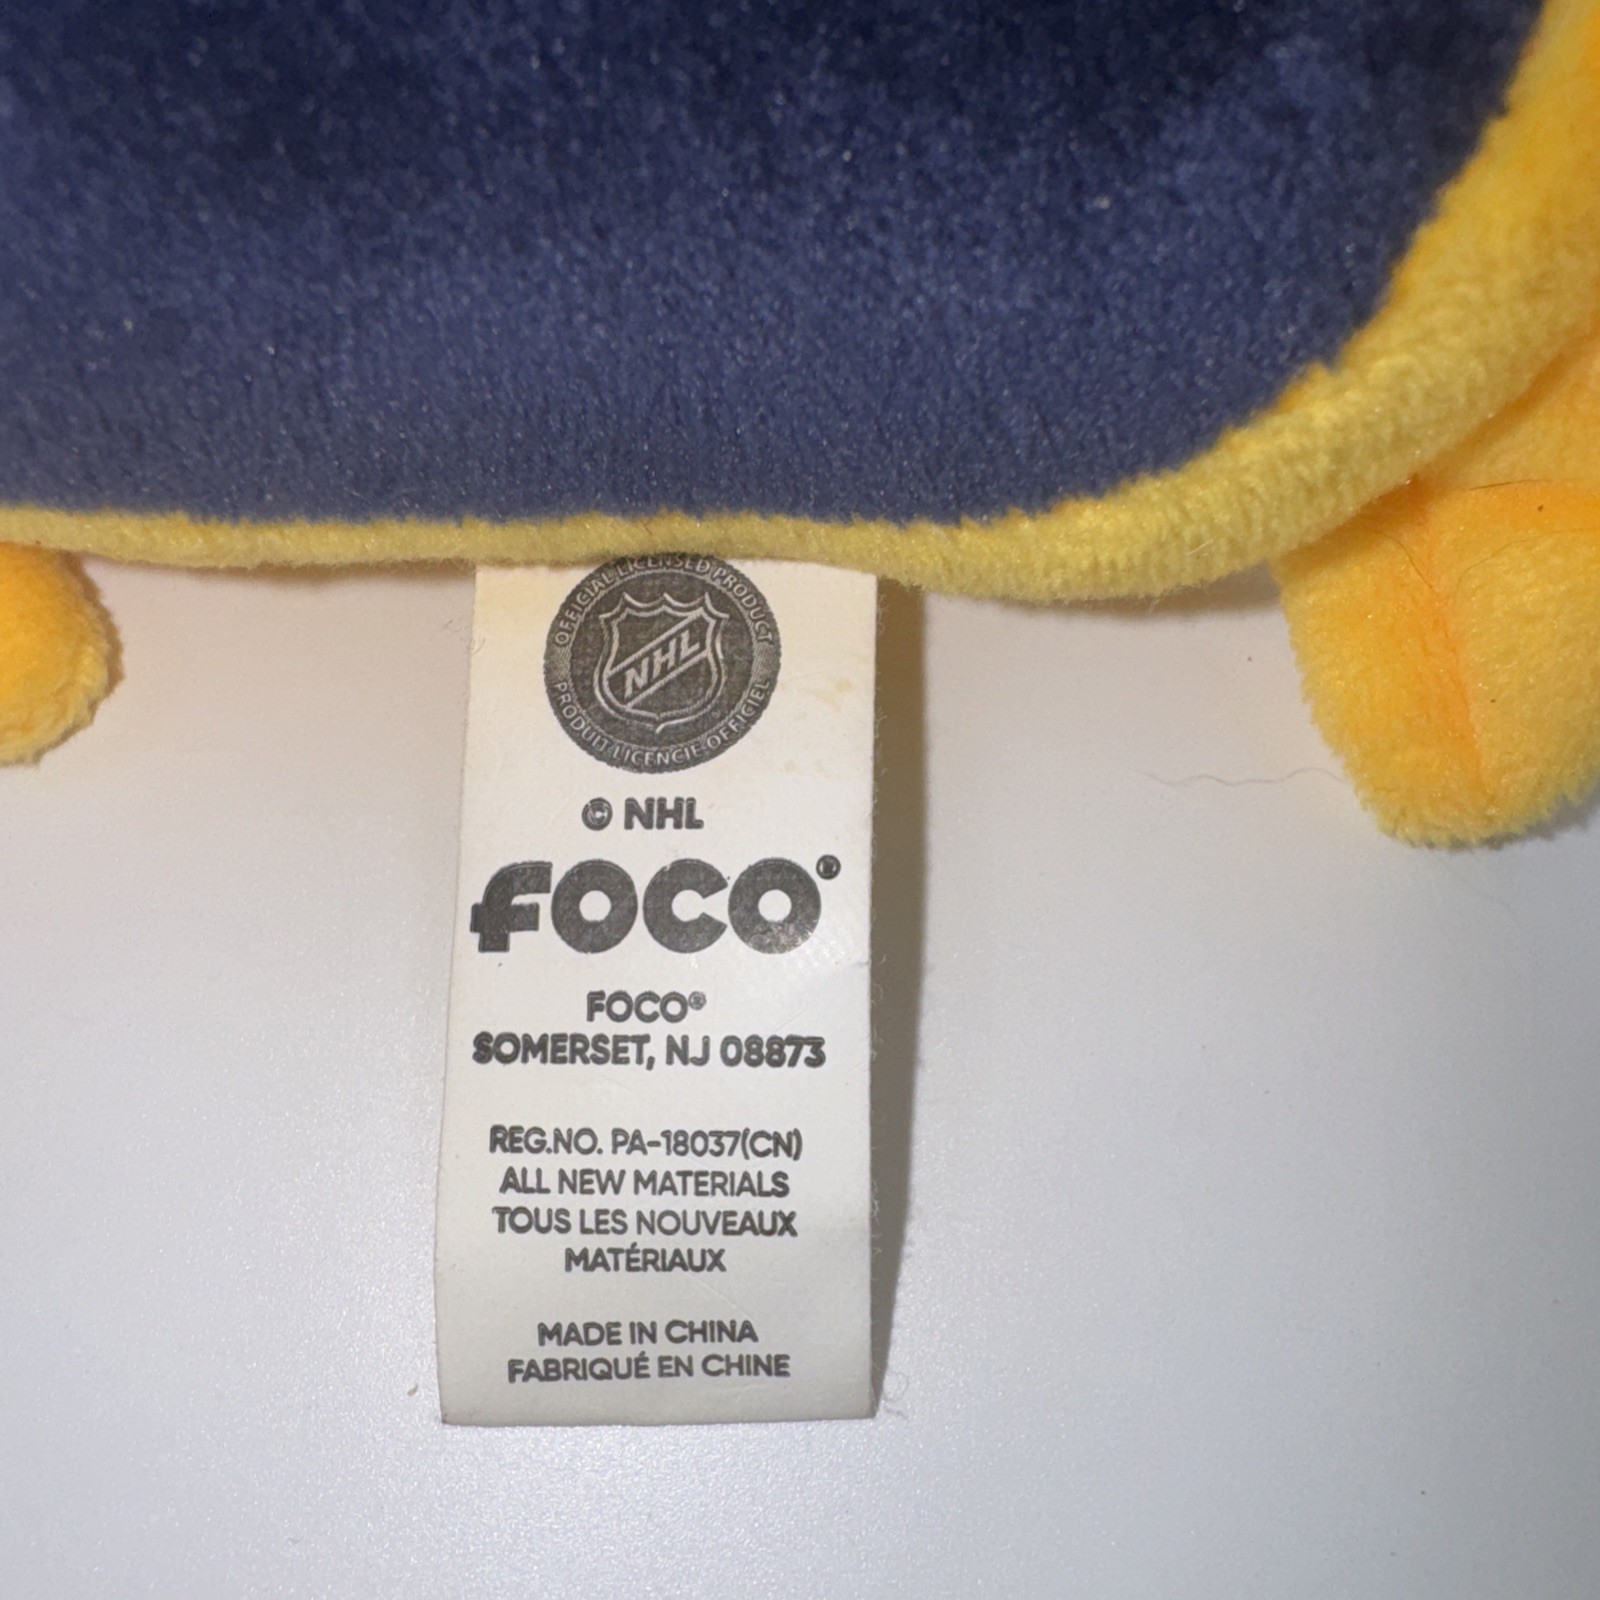 OFFICIAL LICENSED PRODUCT
NHL
PRODUIT LICENCIE OFFICIEL
© NHL
FOCO®
FOCO®
SOMERSET, NJ 08873
REG.NO. PA-18037(CN)
ALL NEW MATERIALS
TOUS LES NOUVEAUX
MATÉRIAUX
MADE IN CHINA
FABRIQUÉ EN CHINE